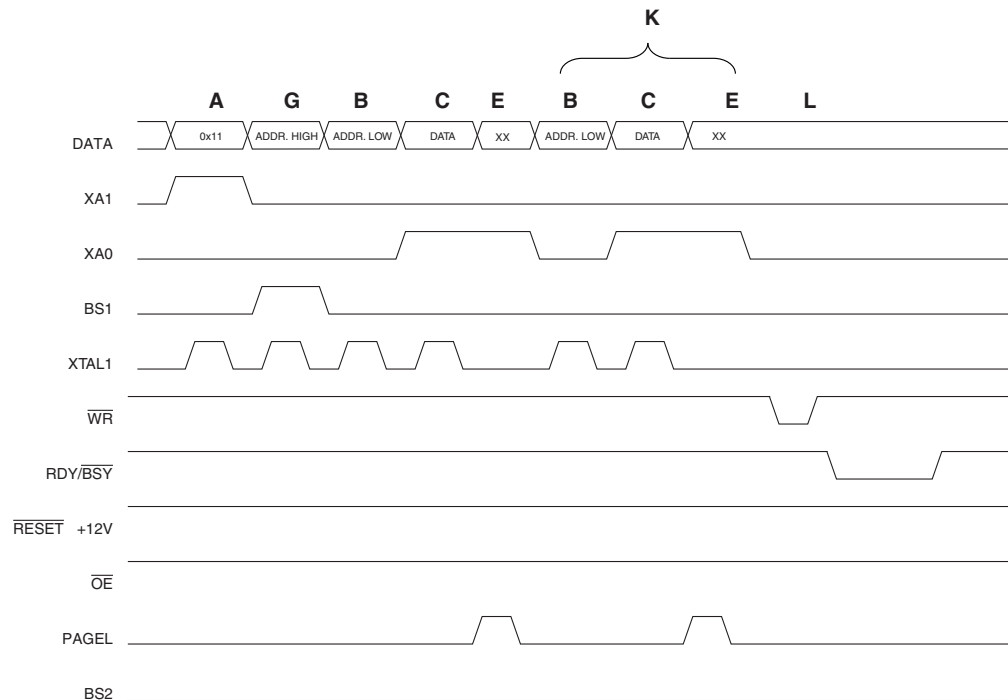 K
A G B C E B C E L
DATA 0x11 ADDR. HIGH ADDR. LOW DATA XX ADDR. LOW DATA XX
XA1
XA0
BS1
XTAL1
WR
RDY/BSY
RESET +12V
OE
PAGEL
BS2